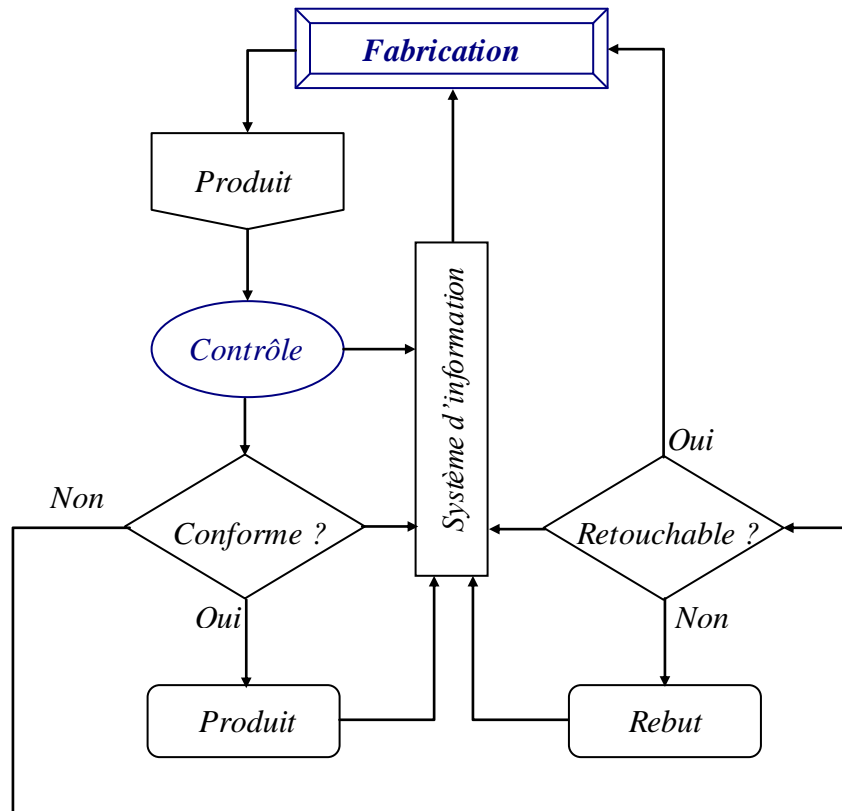 Fabrication
Produit
Contrôle
Système d'information
Oui
Non
Conforme ?
Retouchable ?
Oui
Non
Produit
Rebut